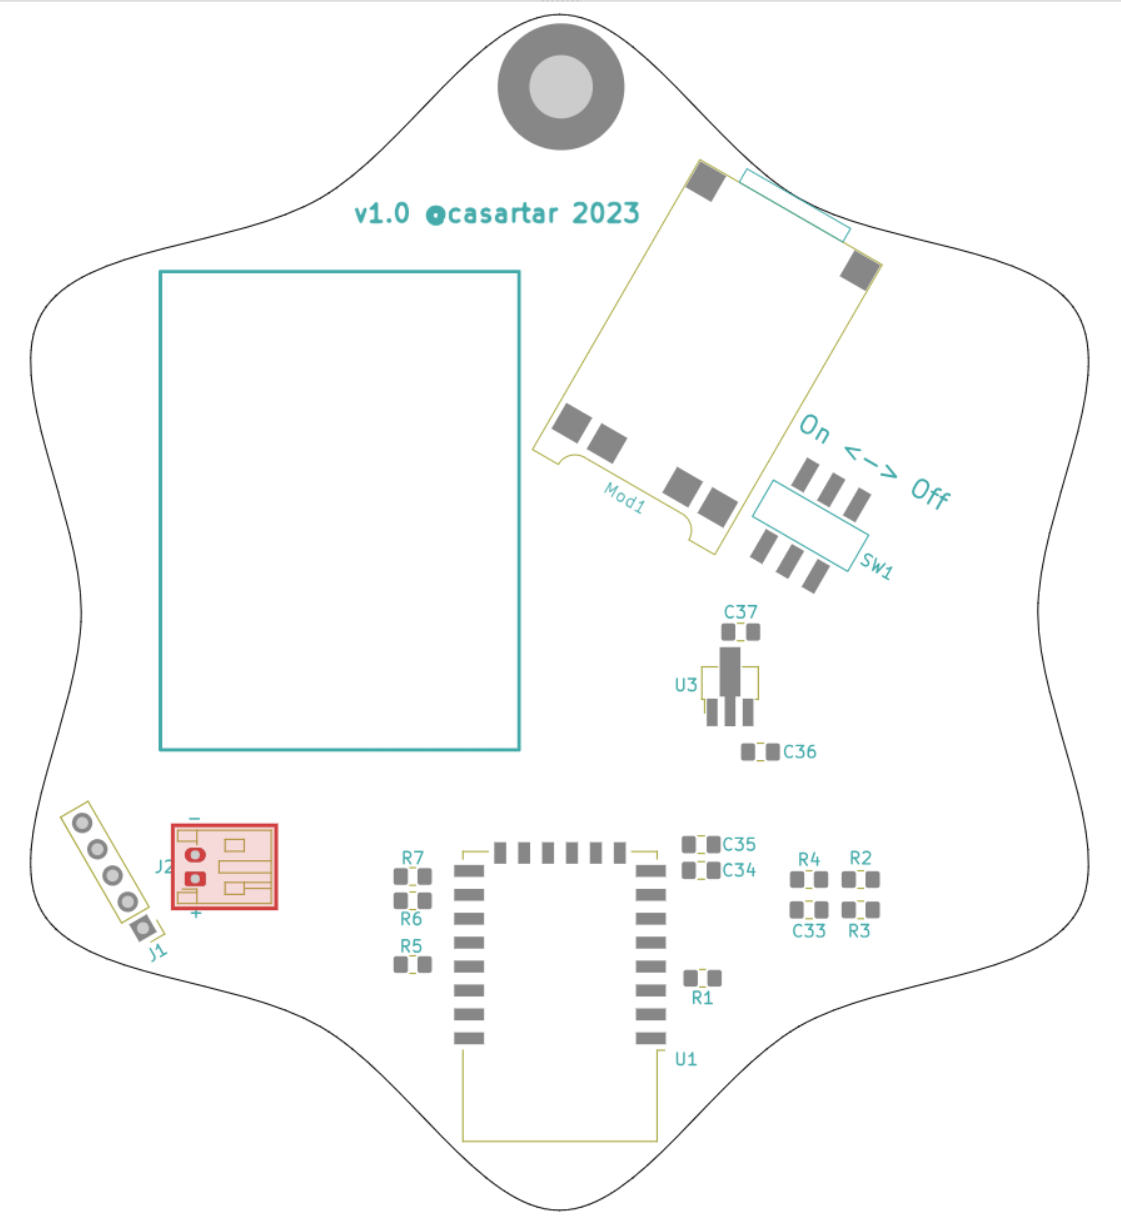 v1.0 @casartar 2023
On <-> Off
Mod1
SW1
C37
U3
C36
-
J2
+
J1
R7
R6
R5
C35
C34
R4
R2
C33
R3
R1
U1